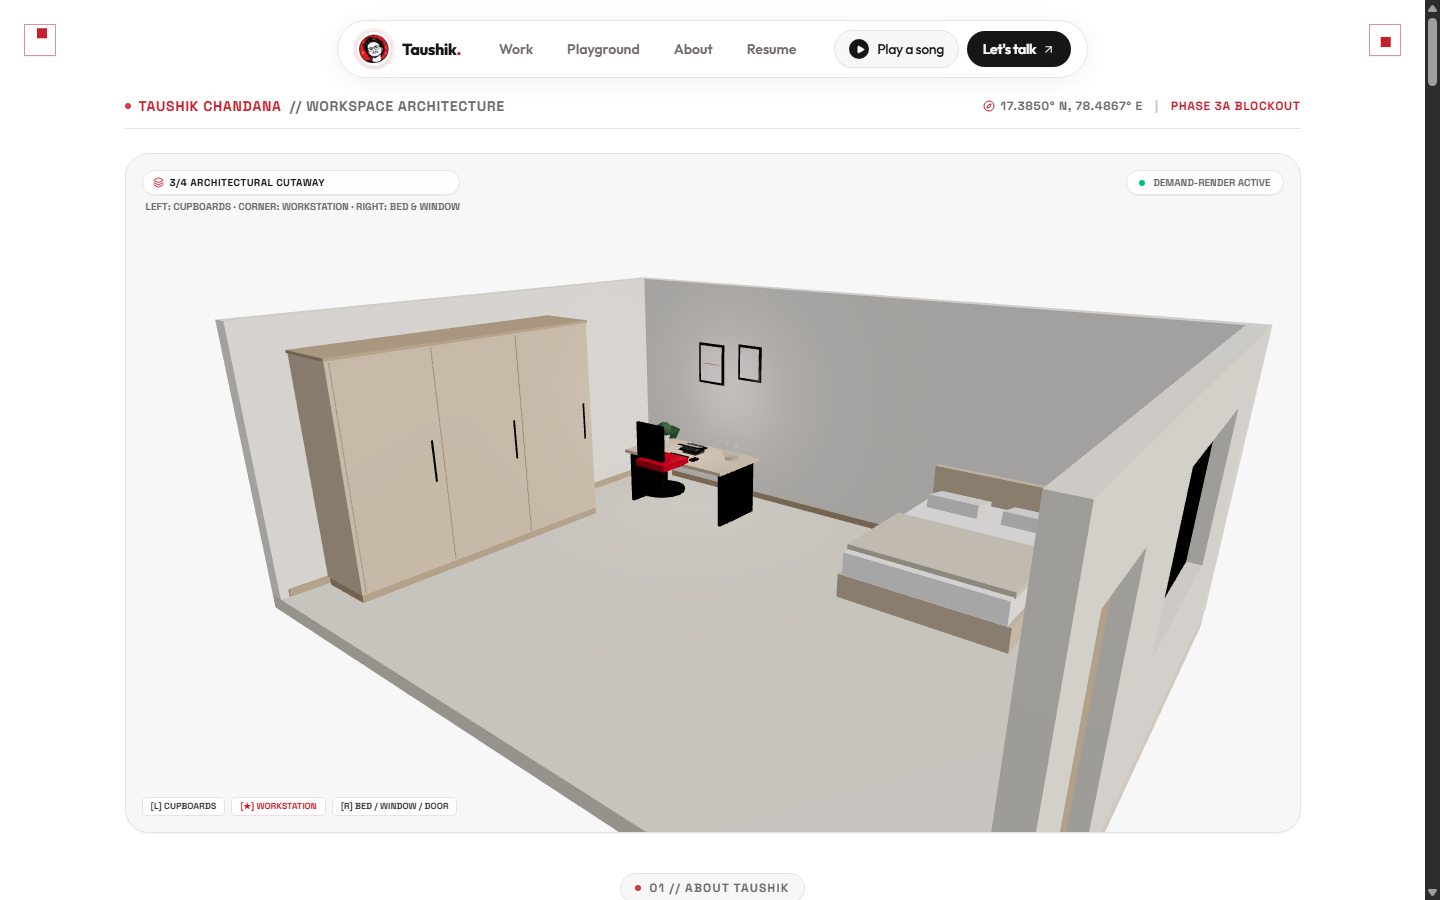 Taushik.
Work
Playground
About
Resume
Play a song
Let's talk
TAUSHIK CHANDANA // WORKSPACE ARCHITECTURE
17.3850° N, 78.4867° E | PHASE 3A BLOCKOUT
3/4 ARCHITECTURAL CUTAWAY
DEMAND-RENDER ACTIVE
LEFT: CUPBOARDS · CORNER: WORKSTATION · RIGHT: BED & WINDOW
[L] CUPBOARDS
[★] WORKSTATION
[R] BED / WINDOW / DOOR
01 // ABOUT TAUSHIK